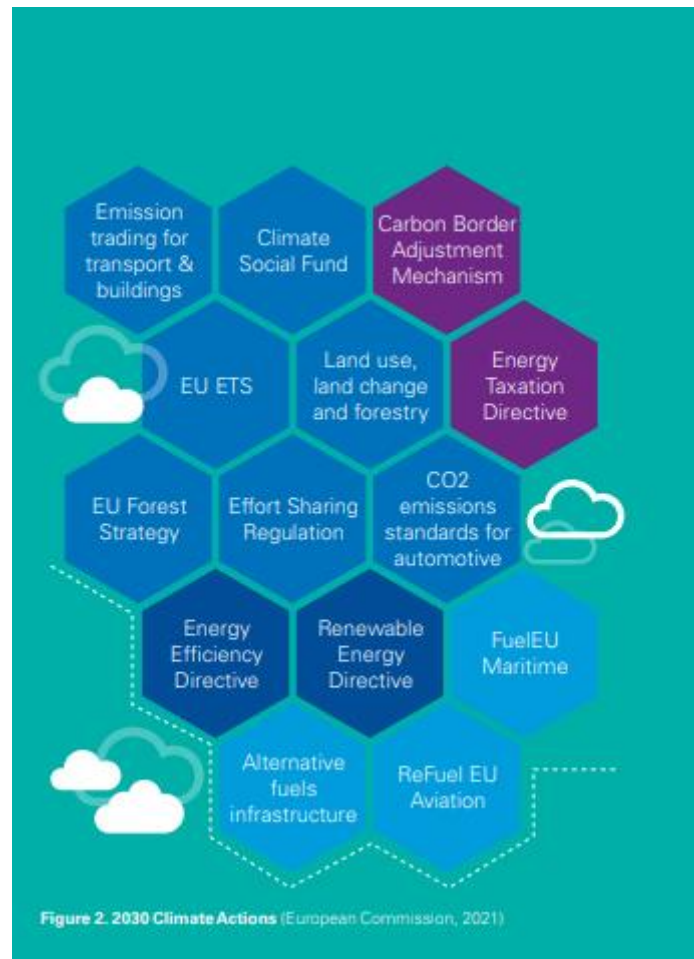 Emission
trading for
transport &
buildings
Climate
Social Fund
Carbon Border
Adjustment
Mechanism
EU ETS
Land use,
land change
and forestry
Energy
Taxation
Directive
EU Forest
Strategy
Effort Sharing
Regulation
CO2
emissions
standards for
automotive
Energy
Efficiency
Directive
Renewable
Energy
Directive
FuelEU
Maritime
Alternative
fuels
infrastructure
ReFuel EU
Aviation
Figure 2. 2030 Climate Actions (European Commission, 2021)